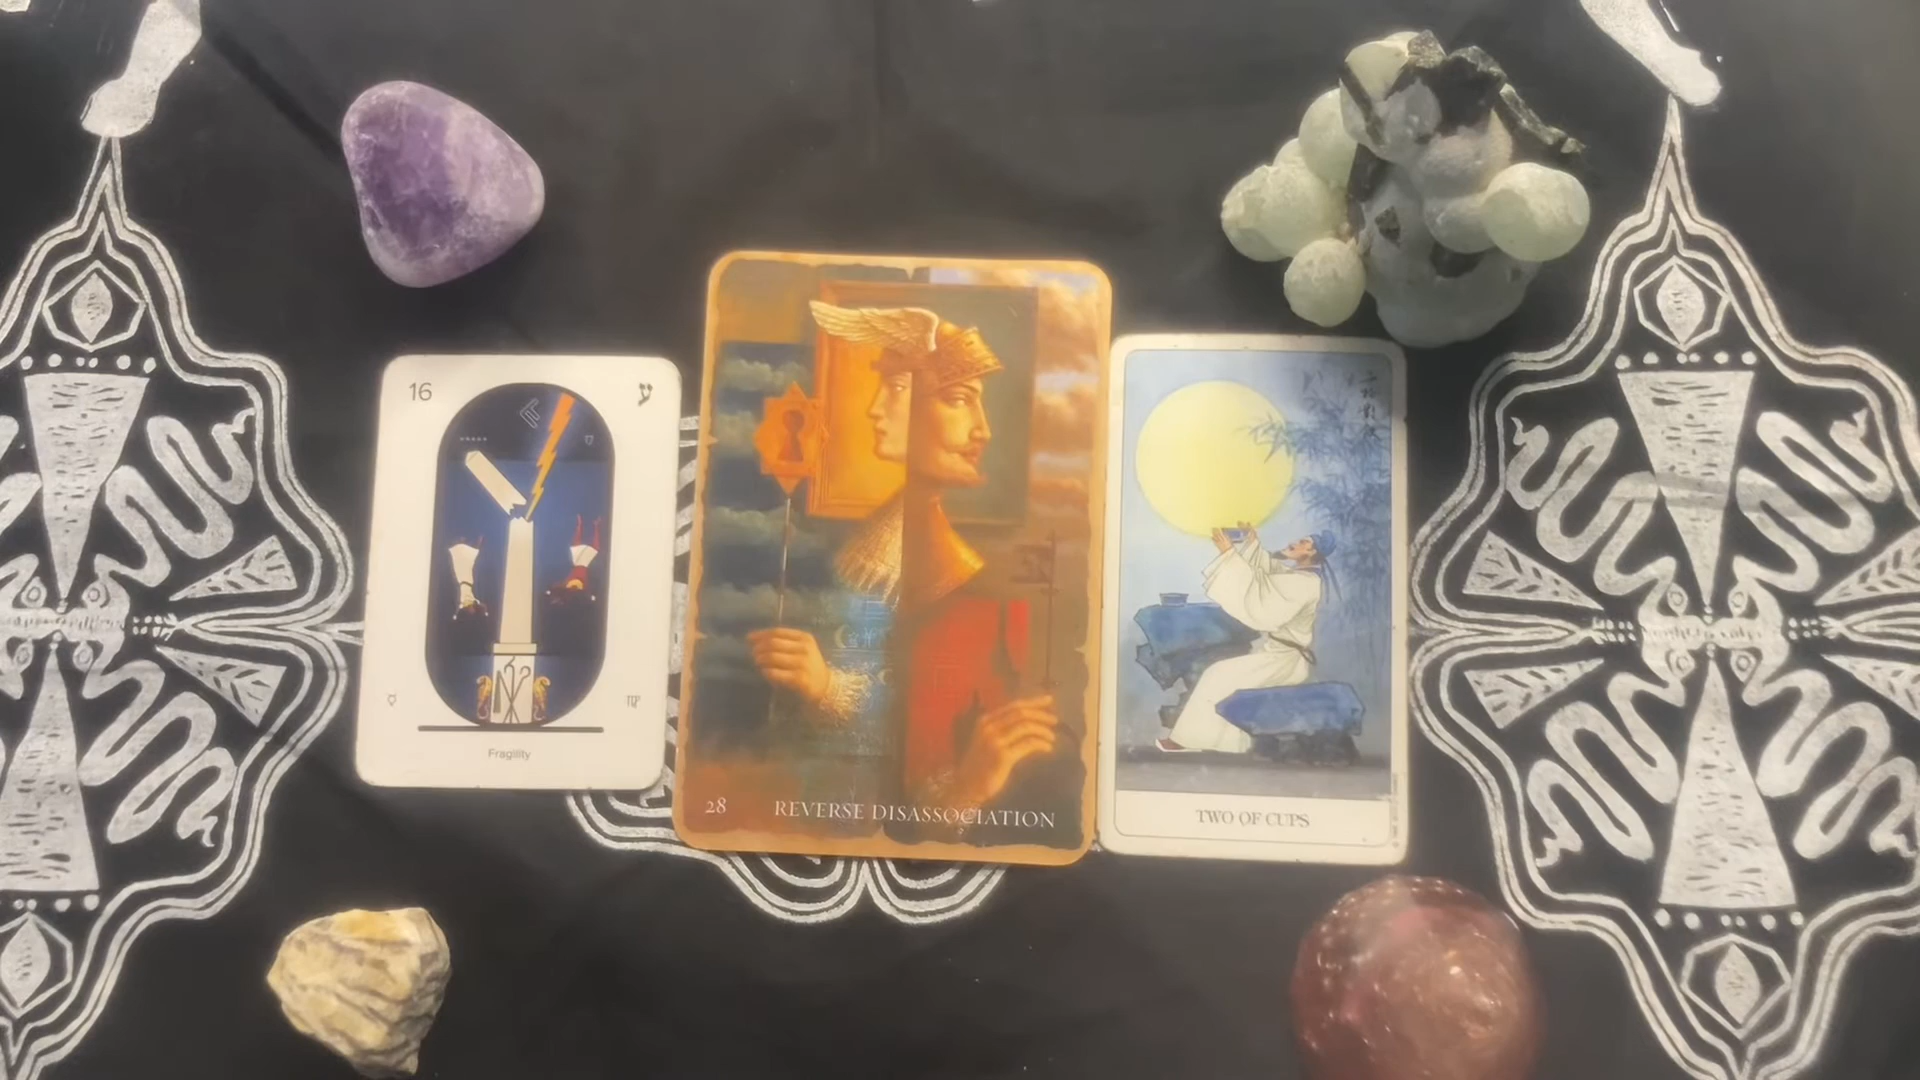 16
ע
Fragility
28 REVERSE DISASSOCIATION
TWO OF CUPS